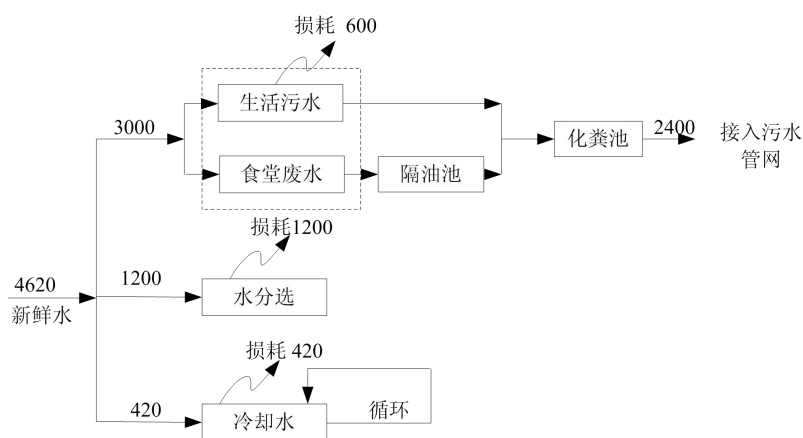 损耗 600
生活污水
3000
化粪池
2400
接入污水
管网
食堂废水
隔油池
损耗1200
4620
新鲜水
1200
水分选
损耗 420
420
冷却水
循环